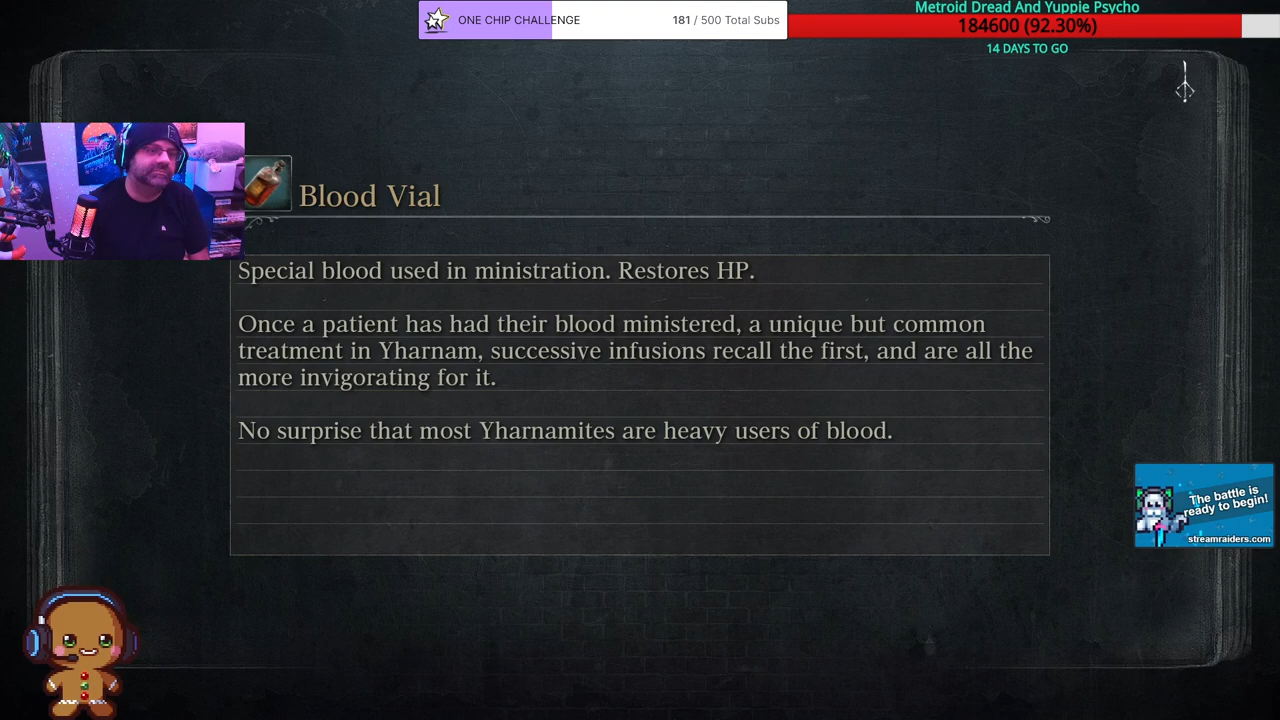 ONE CHIP CHALLENGE
181 / 500 Total Subs
Metroid Dread And Yuppie Psycho
184600 (92.30%)
14 DAYS TO GO
Blood Vial
Special blood used in ministration. Restores HP.
Once a patient has had their blood ministered, a unique but common
treatment in Yharnam, successive infusions recall the first, and are all the
more invigorating for it.
No surprise that most Yharnamites are heavy users of blood.
The battle is
ready to begin!
streamraiders.com